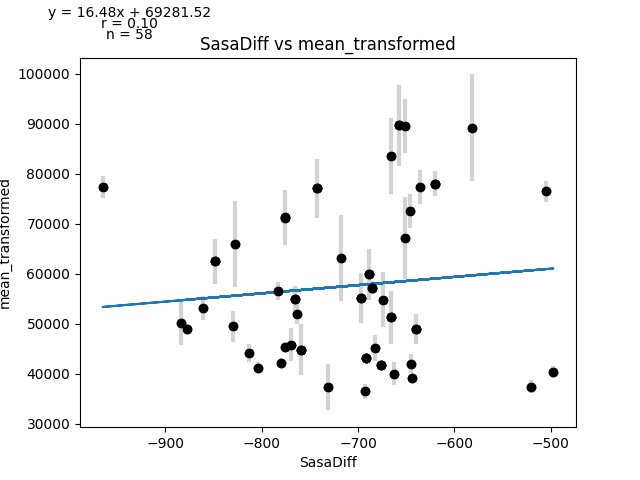 y = 16.48x + 69281.52
r = 0.10
n = 58
SasaDiff vs mean_transformed
100000
90000
80000
70000
60000
50000
40000
30000
mean_transformed
−900
−800
−700
−600
−500
SasaDiff